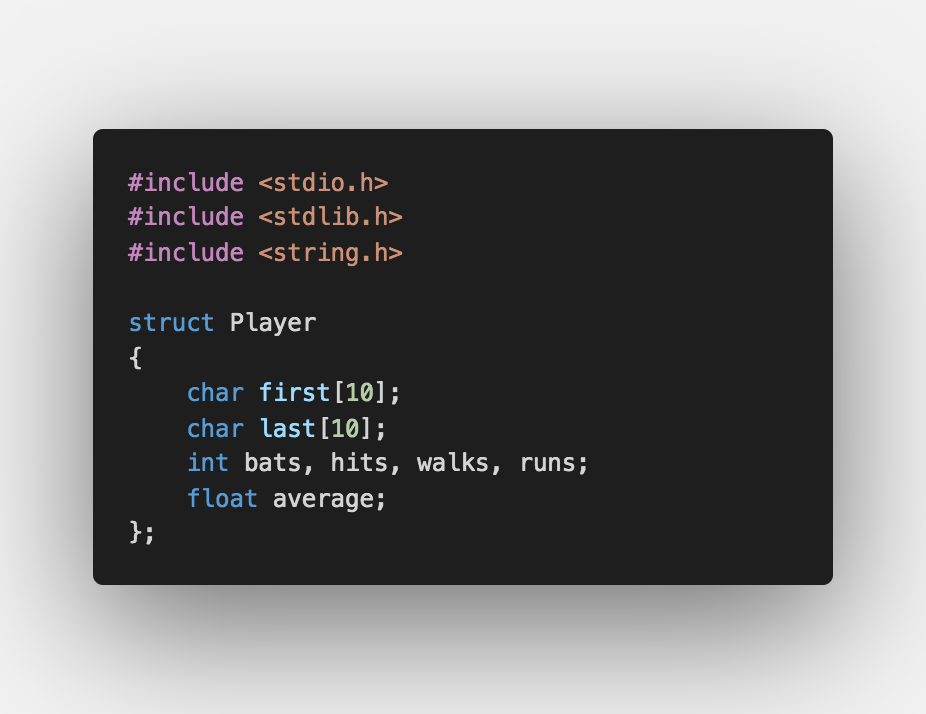 #include <stdio.h>
#include <stdlib.h>
#include <string.h>

struct Player
{
    char first[10];
    char last[10];
    int bats, hits, walks, runs;
    float average;
};